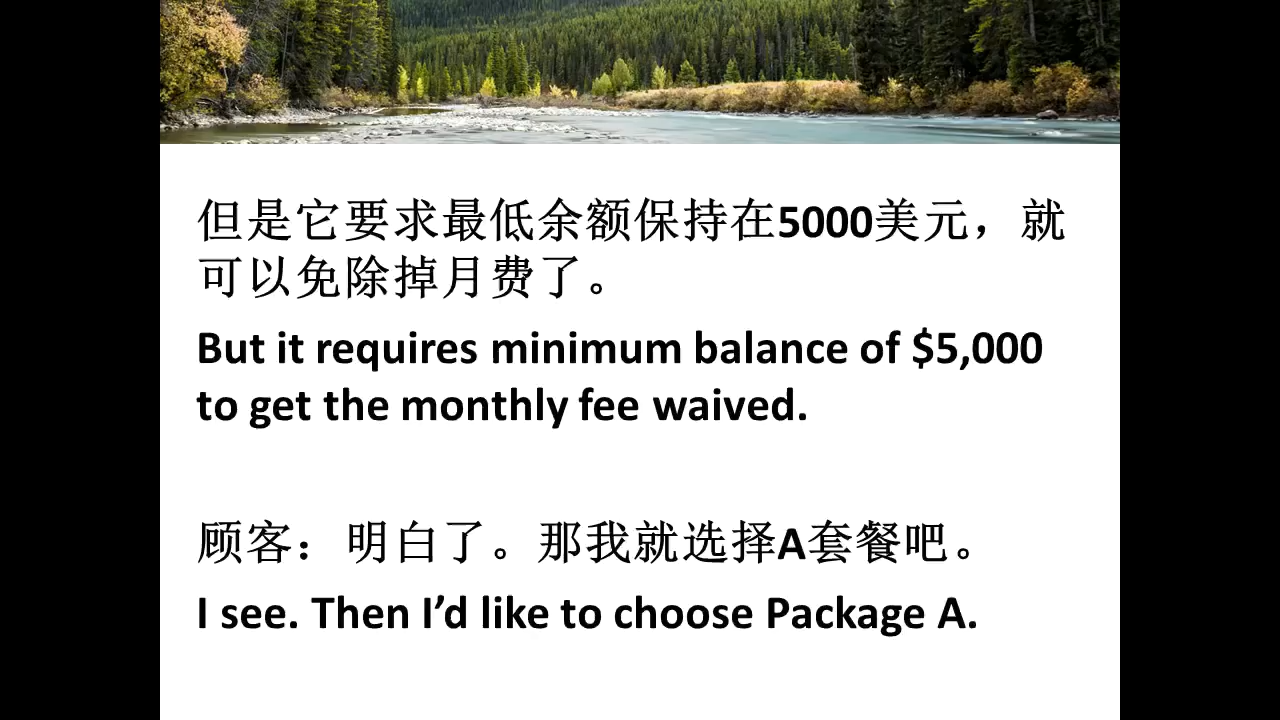 但是它要求最低余额保持在5000美元，就
可以免除掉月费了。
But it requires minimum balance of $5,000
to get the monthly fee waived.
顾客：明白了。那我就选择A套餐吧。
I see. Then I’d like to choose Package A.